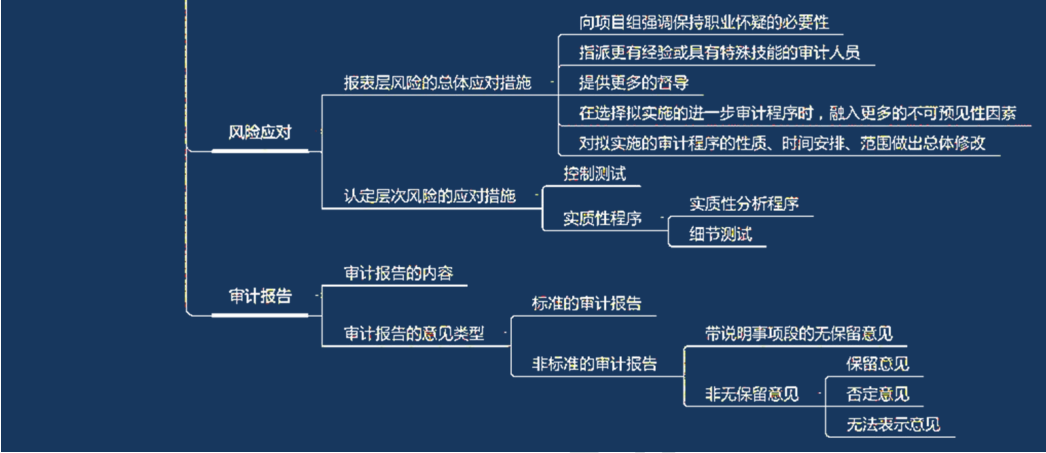 向项目组强调保持职业怀疑的必要性
指派更有经验或具有特殊技能的审计人员
报表层风险的总体应对措施
提供更多的督导
在选择拟实施的进一步审计程序时，融入更多的不可预见性因素
风险应对
对拟实施的审计程序的性质、时间安排、范围做出总体修改
控制测试
认定层次风险的应对措施
实质性分析程序
实质性程序
细节测试
审计报告的内容
审计报告
标准的审计报告
审计报告的意见类型
带说明事项段的无保留意见
非标准的审计报告
保留意见
非无保留意见
否定意见
无法表示意见